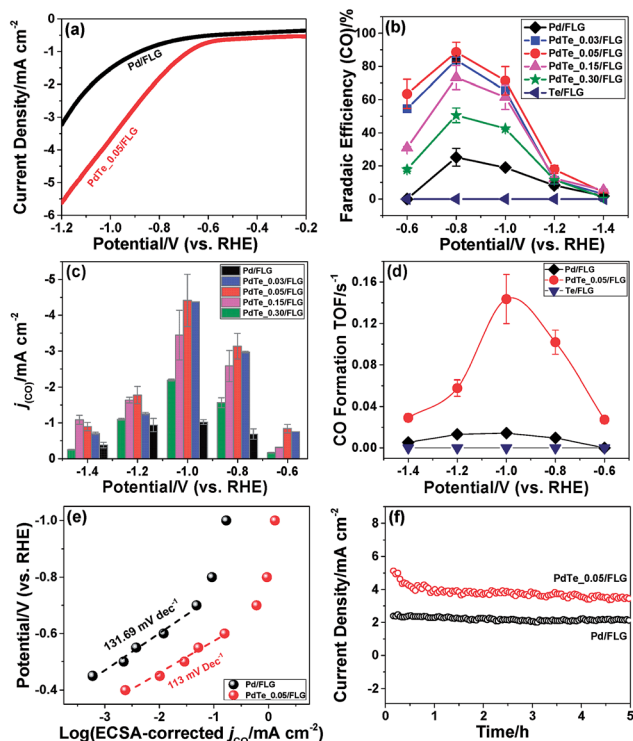 (a)
Current Density/mA cm⁻²
0
-1
-2
-3
-4
-5
-6
Pd/FLG
PdTe_0.05/FLG
-1.2 -1.0 -0.8 -0.6 -0.4 -0.2
Potential/V (vs. RHE)
(b)
Faradaic Efficiency (CO)/%
100
80
60
40
20
0
Pd/FLG
PdTe_0.03/FLG
PdTe_0.05/FLG
PdTe_0.15/FLG
PdTe_0.30/FLG
Te/FLG
-0.6 -0.8 -1.0 -1.2 -1.4
Potential/V (vs. RHE)
(c)
j(CO)/mA cm⁻²
-5
-4
-3
-2
-1
0
Pd/FLG
PdTe_0.03/FLG
PdTe_0.05/FLG
PdTe_0.15/FLG
PdTe_0.30/FLG
-1.4 -1.2 -1.0 -0.8 -0.6
Potential/V (vs. RHE)
(d)
CO Formation TOF/s⁻¹
0.16
0.12
0.08
0.04
0.00
Pd/FLG
PdTe_0.05/FLG
Te/FLG
-1.4 -1.2 -1.0 -0.8 -0.6
Potential/V (vs. RHE)
(e)
Potential/V (vs. RHE)
-1.0
-0.8
-0.6
-0.4
131.69 mV dec⁻¹
113 mV Dec⁻¹
Pd/FLG
PdTe_0.05/FLG
-3 -2 -1 0
Log(ECSA-corrected jCO/mA cm⁻²)
(f)
Current Density/mA cm⁻²
6
4
2
0
-2
PdTe_0.05/FLG
Pd/FLG
0 1 2 3 4 5
Time/h